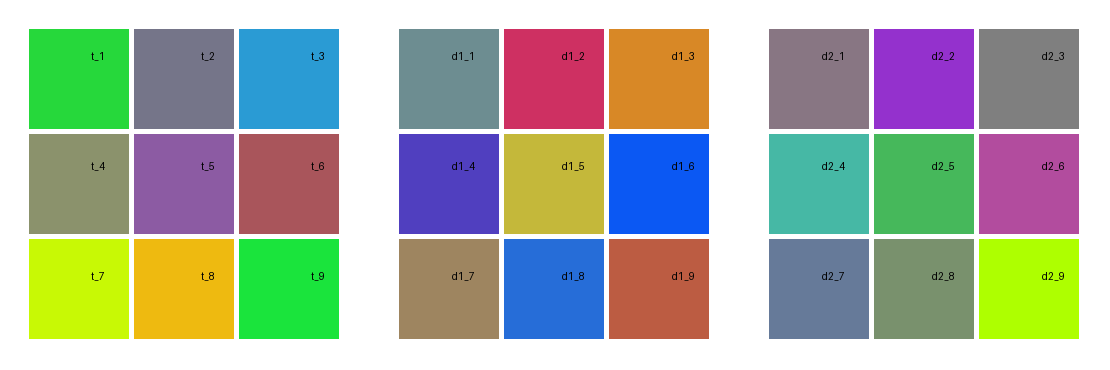 t_1 t_2 t_3 d1_1 d1_2 d1_3 d2_1 d2_2 d2_3
t_4 t_5 t_6 d1_4 d1_5 d1_6 d2_4 d2_5 d2_6
t_7 t_8 t_9 d1_7 d1_8 d1_9 d2_7 d2_8 d2_9